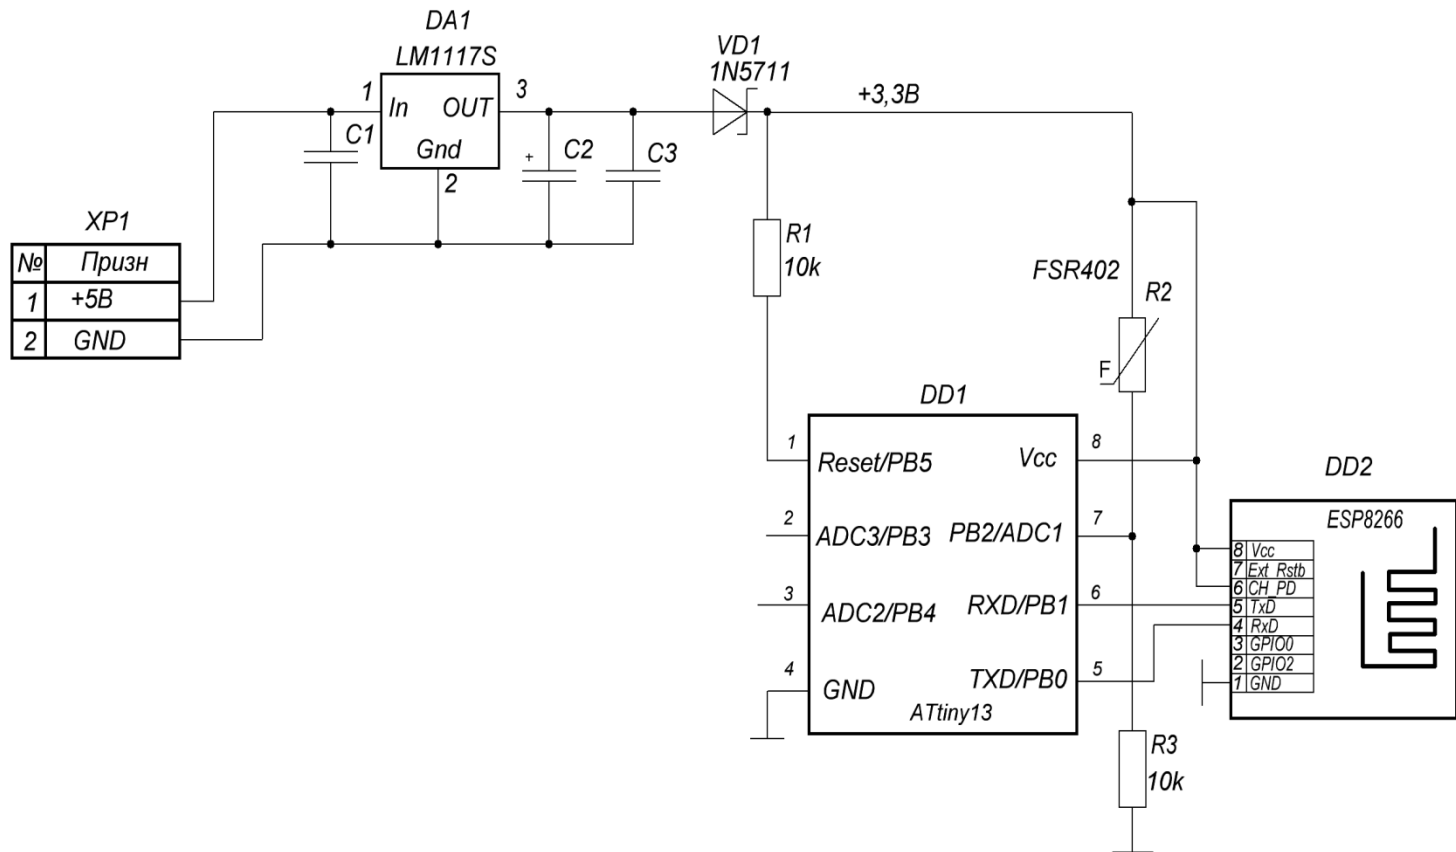 DA1
LM1117S
1
In
OUT
3
Gnd
2
C1
+
C2
C3
VD1
1N5711
+3,3В
XP1
№ Призн
1 +5В
2 GND
R1
10k
FSR402
R2
F
DD1
1 Reset/PB5
2 ADC3/PB3
3 ADC2/PB4
4 GND
Vcc 8
PB2/ADC1 7
RXD/PB1 6
TXD/PB0 5
ATtiny13
R3
10k
DD2
ESP8266
8 Vcc
7 Ext_Rstb
6 CH_PD
5 TxD
4 RxD
3 GPIO0
2 GPIO2
1 GND